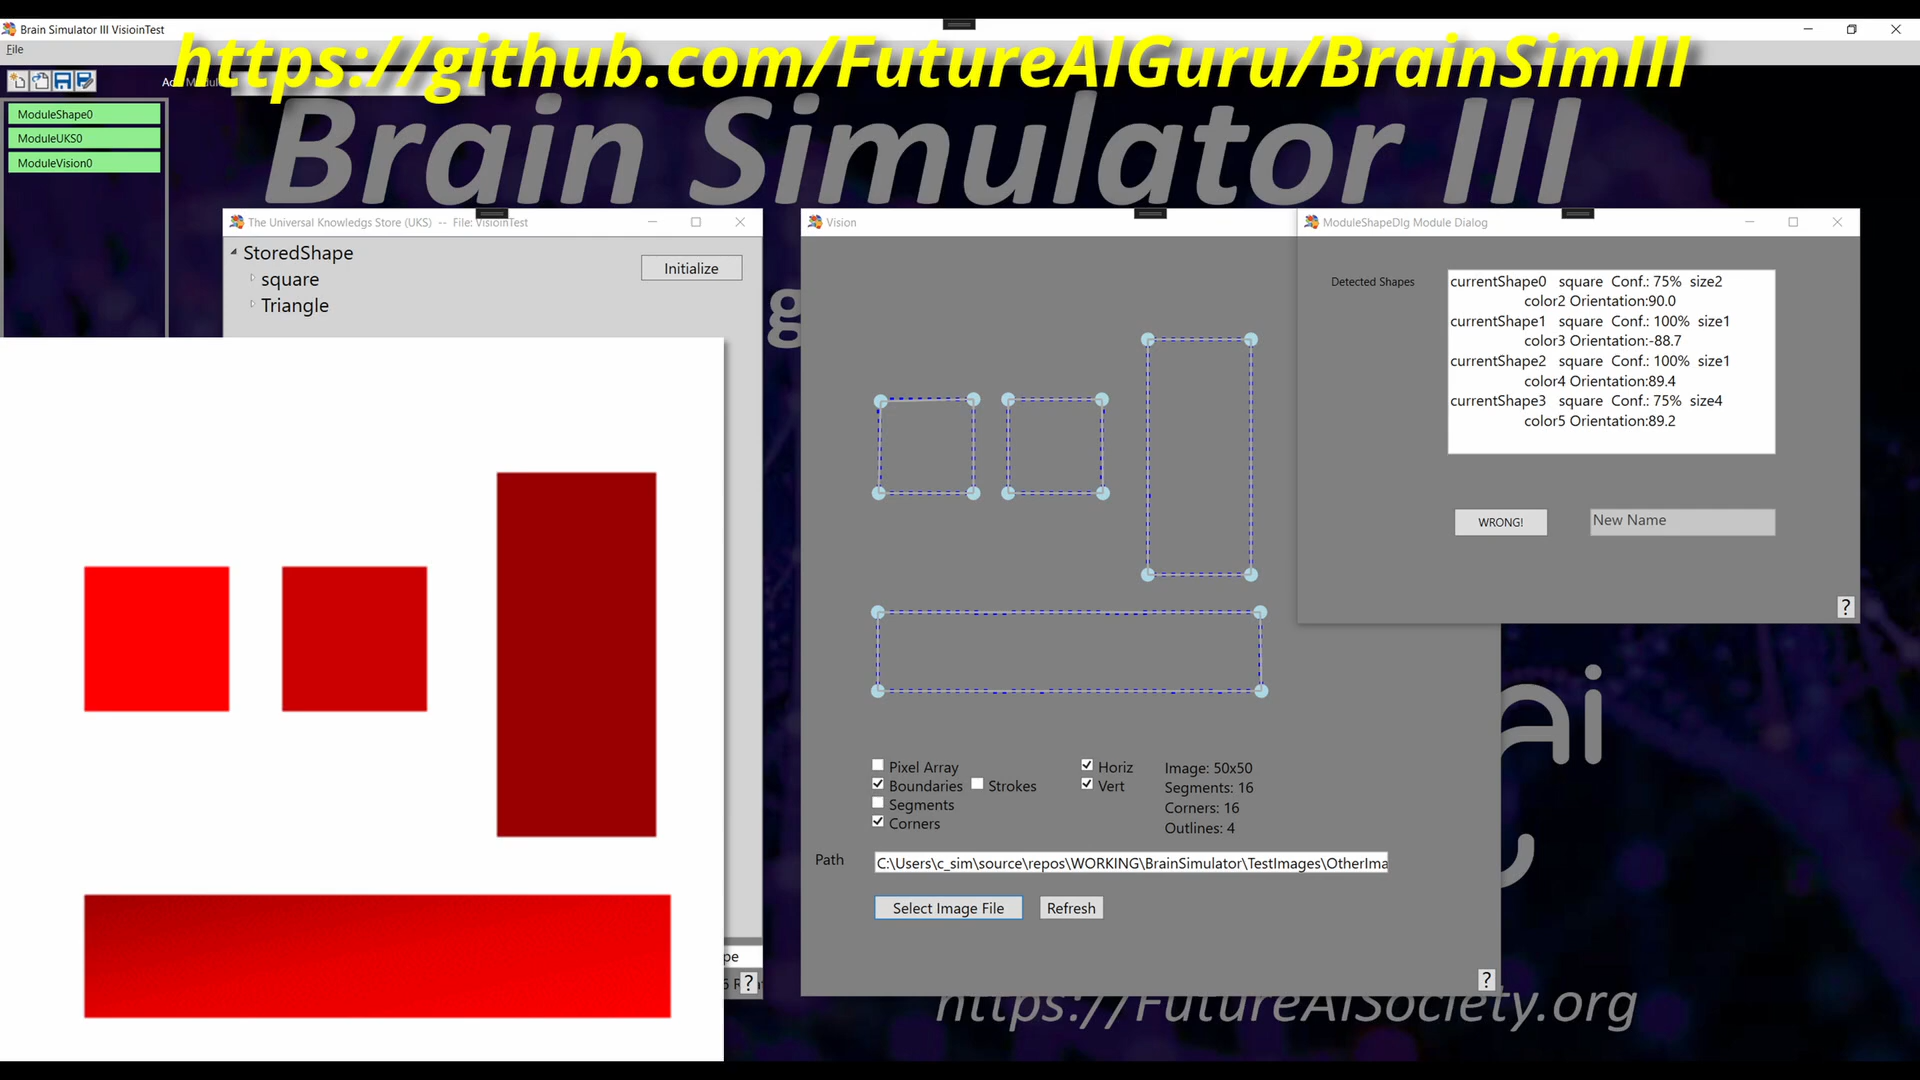 Brain Simulator III VisioinTest
File
https://github.com/FutureAIGuru/BrainSimIII
Brain Simulator III
ModuleShape0
ModuleUKS0
ModuleVision0
The Universal Knowledgs Store (UKS) -- File: VisioinTest
StoredShape
square
Triangle
Initialize
Vision
ModuleShapeDlg Module Dialog
Detected Shapes
currentShape0 square Conf.: 75% size2
color2 Orientation:90.0
currentShape1 square Conf.: 100% size1
color3 Orientation:-88.7
currentShape2 square Conf.: 100% size1
color4 Orientation:89.4
currentShape3 square Conf.: 75% size4
color5 Orientation:89.2
WRONG!
New Name
?
Pixel Array
Boundaries
Strokes
Segments
Corners
Horiz
Vert
Image: 50x50
Segments: 16
Corners: 16
Outlines: 4
Path
C:\Users\c_sim\source\repos\WORKING\BrainSimulator\TestImages\OtherIma
Select Image File
Refresh
?
?
https://FutureAISociety.org